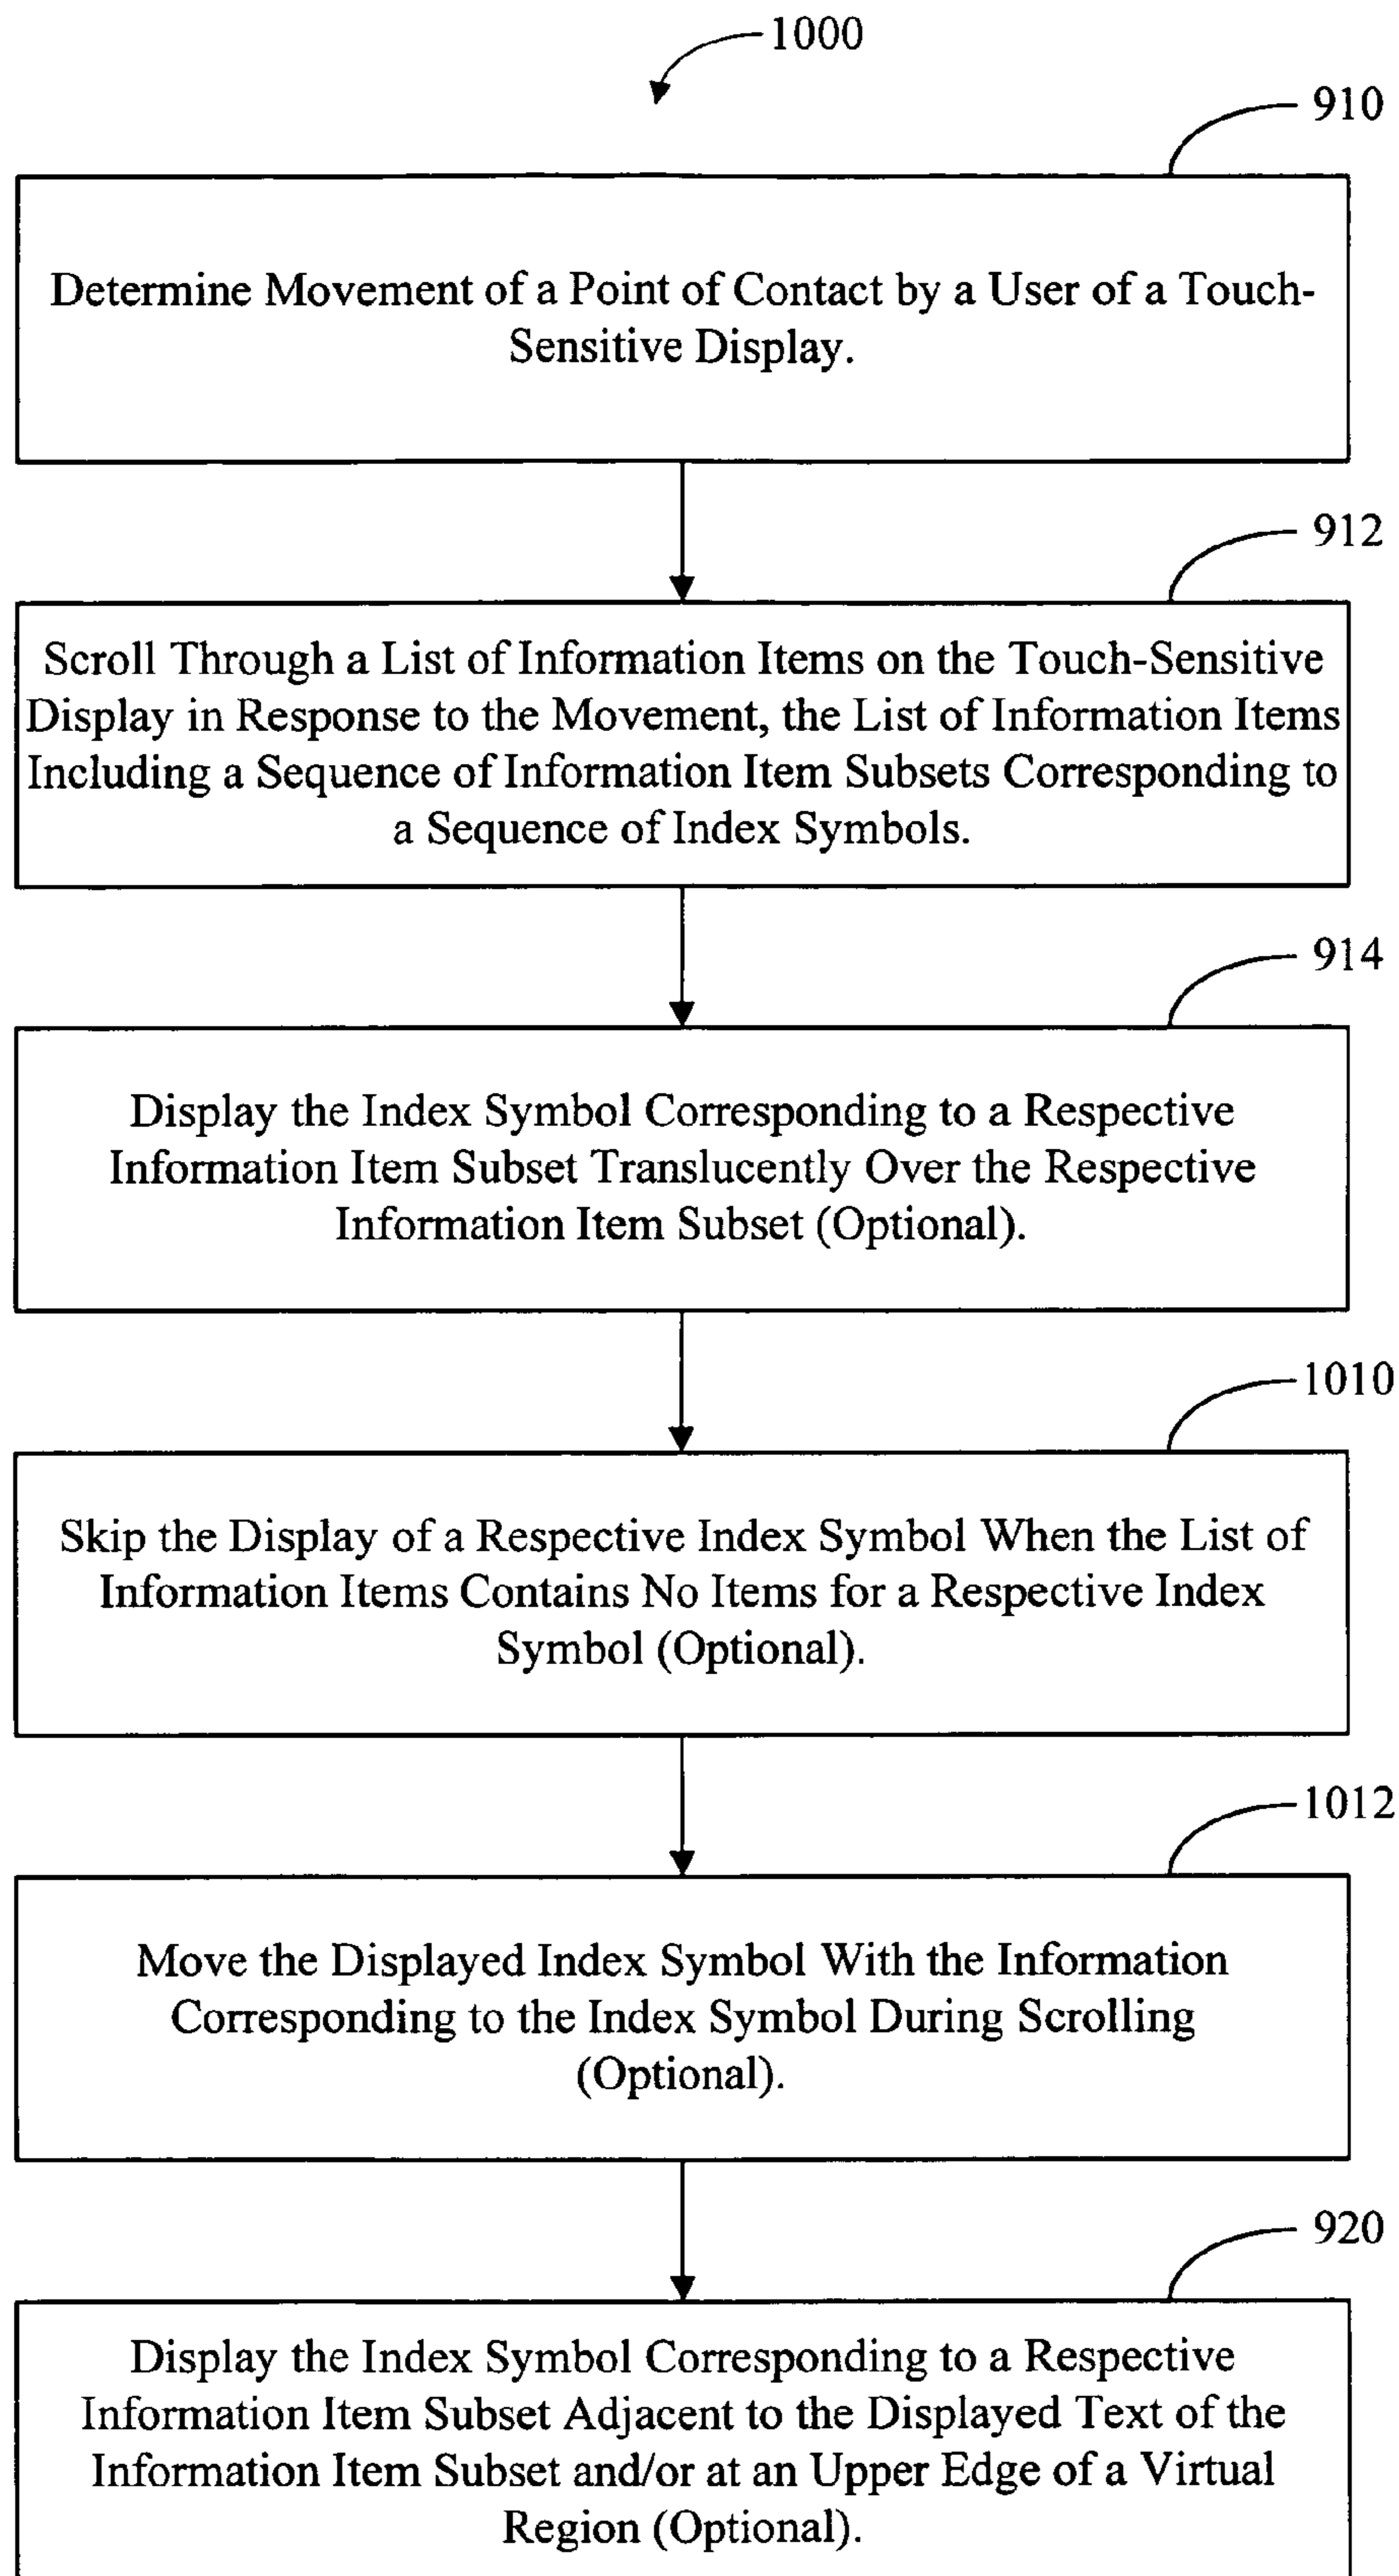 1000
910
Determine Movement of a Point of Contact by a User of a Touch-
Sensitive Display.
912
Scroll Through a List of Information Items on the Touch-Sensitive
Display in Response to the Movement, the List of Information Items
Including a Sequence of Information Item Subsets Corresponding to
a Sequence of Index Symbols.
914
Display the Index Symbol Corresponding to a Respective
Information Item Subset Translucently Over the Respective
Information Item Subset (Optional).
1010
Skip the Display of a Respective Index Symbol When the List of
Information Items Contains No Items for a Respective Index
Symbol (Optional).
1012
Move the Displayed Index Symbol With the Information
Corresponding to the Index Symbol During Scrolling
(Optional).
920
Display the Index Symbol Corresponding to a Respective
Information Item Subset Adjacent to the Displayed Text of the
Information Item Subset and/or at an Upper Edge of a Virtual
Region (Optional).